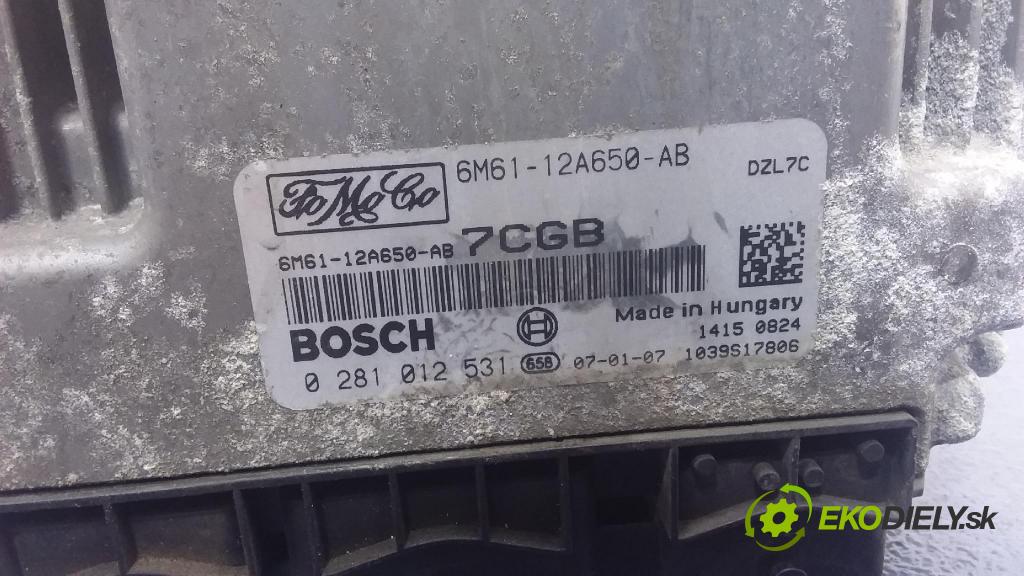 FoMoCo 6M61-12A650-AB DZL7C
6M61-12A650-AB 7CGB
Made in Hungary
BOSCH 1415 0824
0 281 012 531 658 07-01-07 1039S17806
EKODIELY.sk